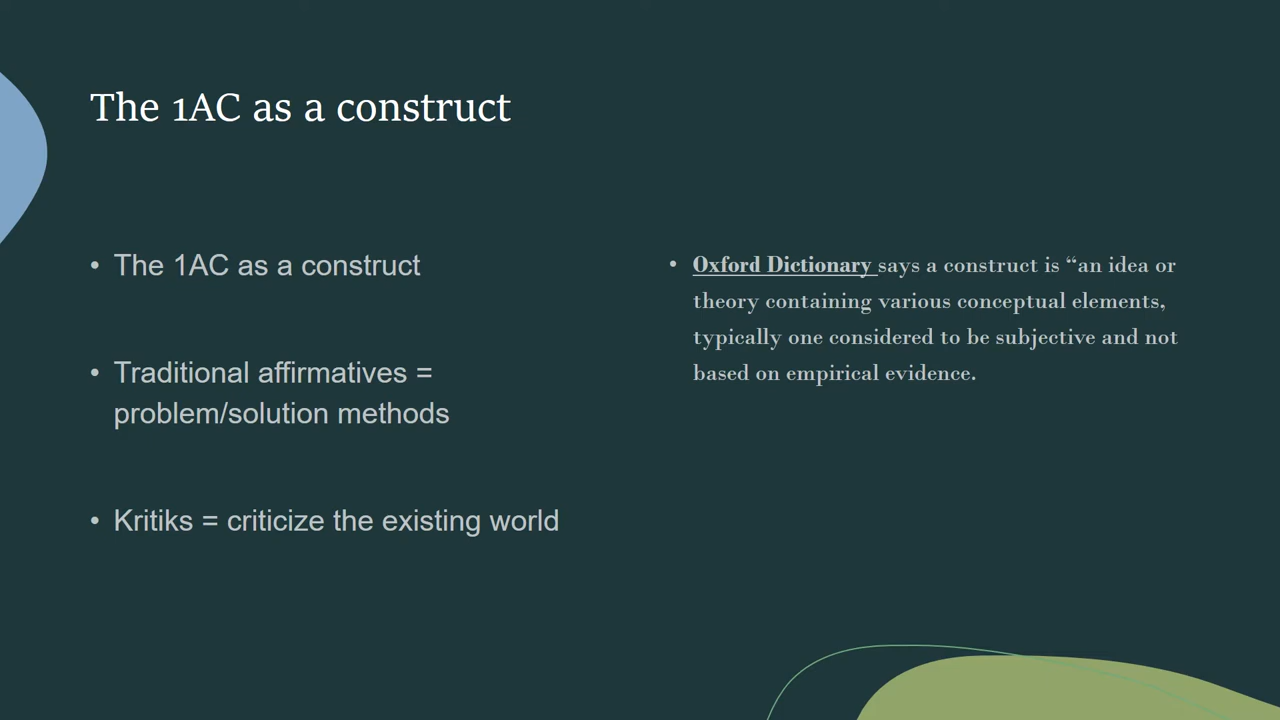 The 1AC as a construct
• The 1AC as a construct
• Traditional affirmatives =
problem/solution methods
• Kritiks = criticize the existing world
• Oxford Dictionary says a construct is “an idea or
theory containing various conceptual elements,
typically one considered to be subjective and not
based on empirical evidence.